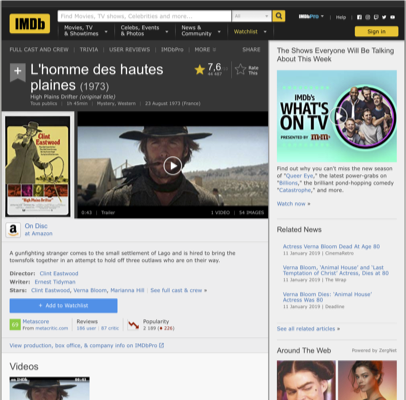 IMDb
Find Movies, TV shows, Celebrities and more...
All
IMDbPro
Help
Movies, TV & Showtimes
Celebs, Events & Photos
News & Community
Watchlist
Sign in
FULL CAST AND CREW | TRIVIA | USER REVIEWS | IMDbPro | MORE
SHARE
L'homme des hautes plaines (1973)
High Plains Drifter (original title)
Tous publics | 1h 45min | Mystery, Western | 23 August 1973 (France)
7,6
Rate This
Clint Eastwood
High Plains Drifter
0:43 | Trailer
1 VIDEO | 54 IMAGES
On Disc
at Amazon
A gunfighting stranger comes to the small settlement of Lago and is hired to bring the
townsfolk together in an attempt to hold off three outlaws who are on their way.
Director: Clint Eastwood
Writer: Ernest Tidyman
Stars: Clint Eastwood, Verna Bloom, Marianna Hill | See full cast & crew »
+ Add to Watchlist
Metascore
From metacritic.com
Reviews
186 user | 87 critic
Popularity
2 189
View production, box office, & company info on IMDbPro
Videos
The Shows Everyone Will Be Talking
About This Week
IMDb's
WHAT'S
ON TV
PRESENTED BY m&m's
Find out why you can't miss the new season
of "Queer Eye," the latest power-grabs on
"Billions," the brilliant pond-hopping comedy
"Catastrophe," and more.
Watch now »
Related News
Actress Verna Bloom Dead At Age 80
11 January 2019 | CinemaRetro
Verna Bloom, 'Animal House' and 'Last
Temptation of Christ' Actress, Dies at 80
11 January 2019 | The Wrap
Verna Bloom Dies: 'Animal House'
Actress Was 80
11 January 2019 | Deadline
See all related articles »
Around The Web
Powered by ZergNet